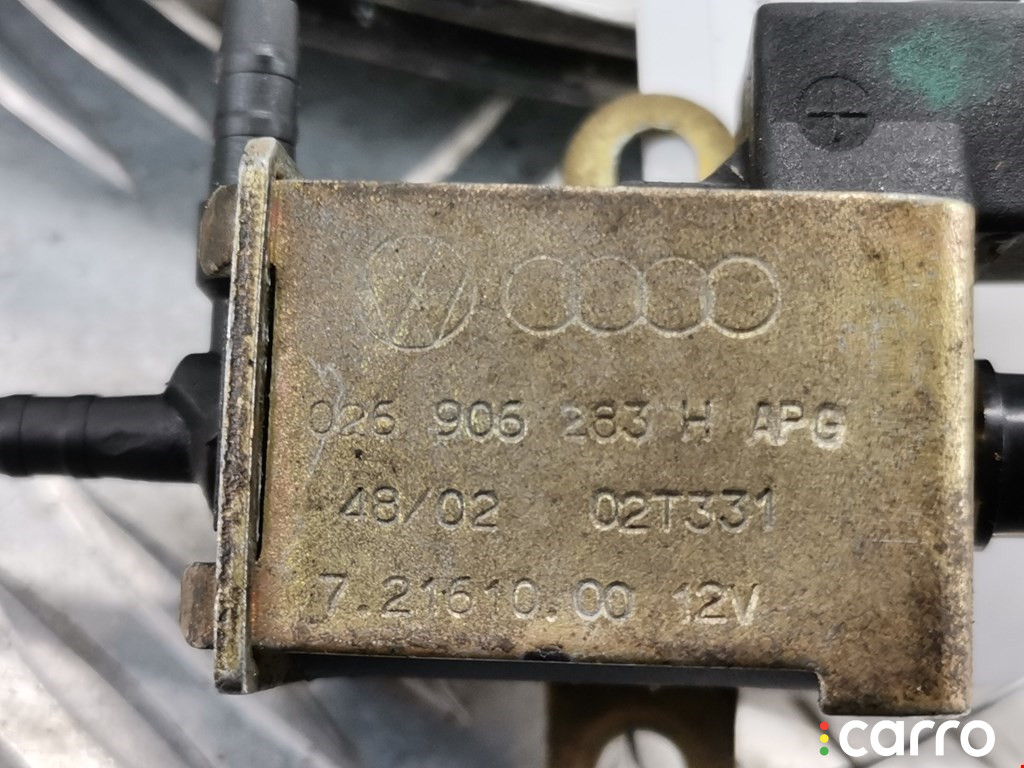 026 906 283 H APG
48/02 02T331
7.21610.00 12V
carro